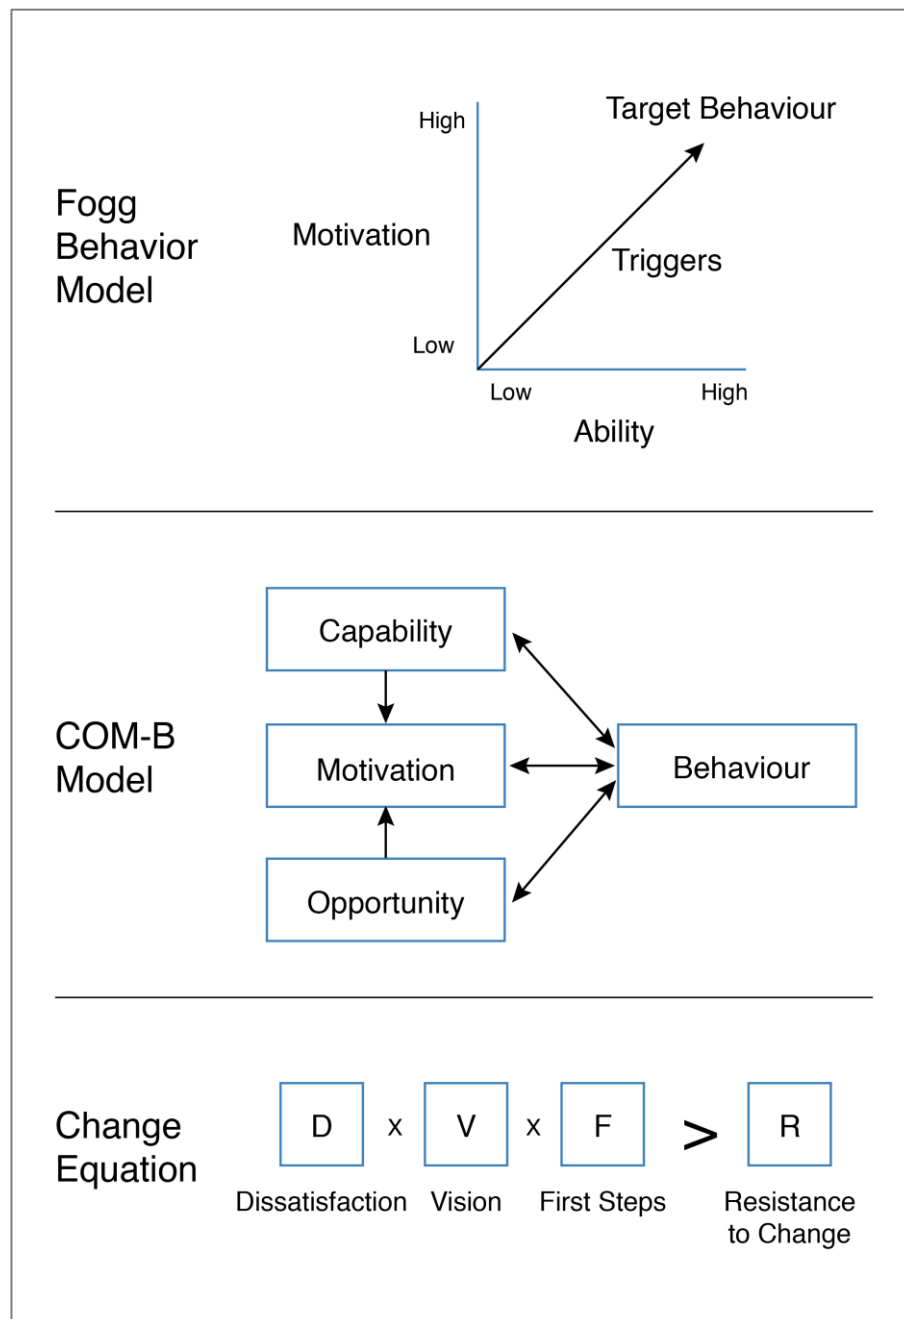 Fogg
Behavior
Model
High
Motivation
Low
Target Behaviour
Triggers
Low
High
Ability
COM-B
Model
Capability
Motivation
Opportunity
Behaviour
Change
Equation
D x V x F > R
Dissatisfaction Vision First Steps Resistance
to Change